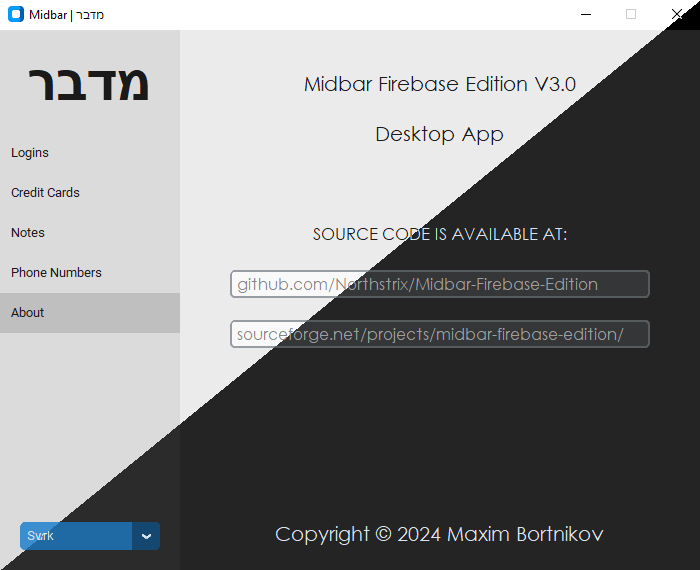 Midbar | מדבר
מדבר
Logins
Credit Cards
Notes
Phone Numbers
About
Midbar Firebase Edition V3.0
Desktop App
SOURCE CODE IS AVAILABLE AT:
github.com/Northstrix/Midbar-Firebase-Edition
sourceforge.net/projects/midbar-firebase-edition/
Copyright © 2024 Maxim Bortnikov